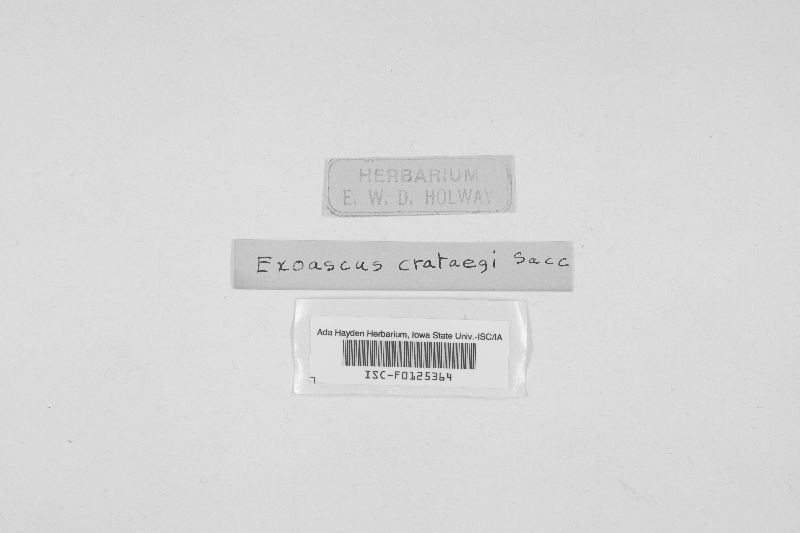 HERBARIUM
E. W. D. HOLWAY
Exoascus crataegi Sacc
Ada Hayden Herbarium, Iowa State Univ.-ISC/IA
ISC-F0125364